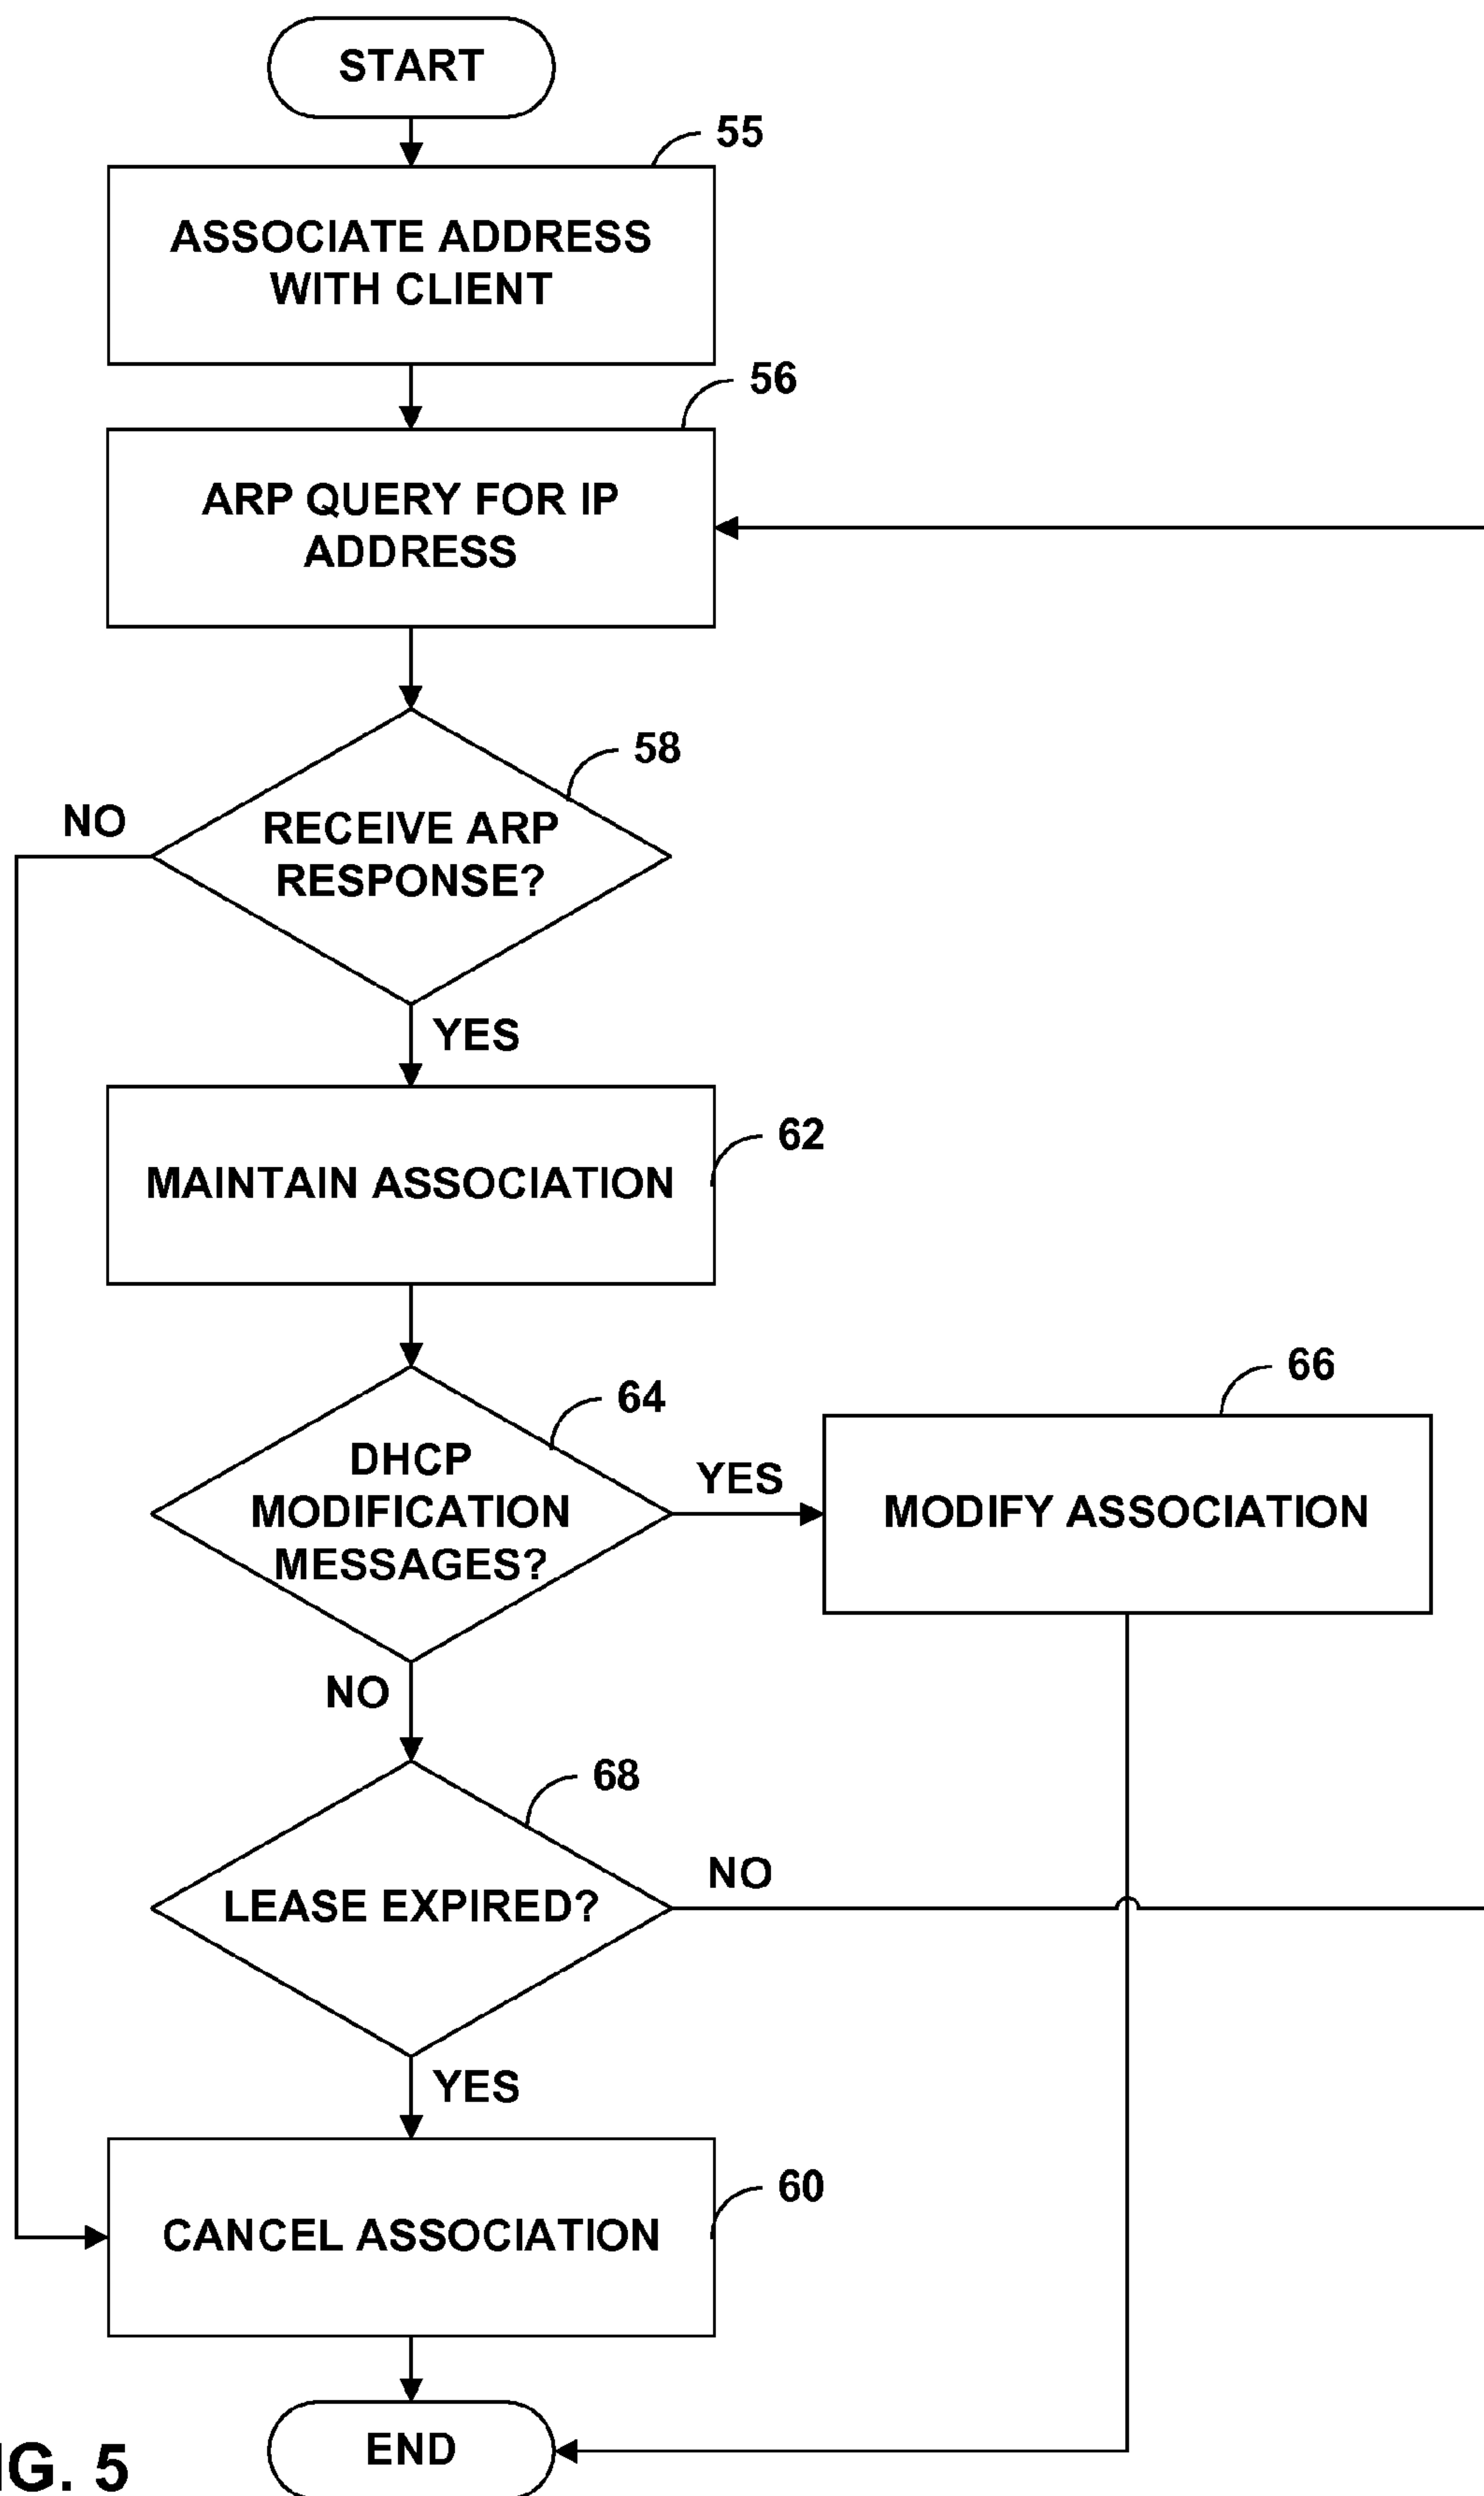 START
55
ASSOCIATE ADDRESS
WITH CLIENT
56
ARP QUERY FOR IP
ADDRESS
58
NO
RECEIVE ARP
RESPONSE?
YES
62
MAINTAIN ASSOCIATION
66
64
DHCP
MODIFICATION
MESSAGES?
YES
MODIFY ASSOCIATION
NO
68
NO
LEASE EXPIRED?
YES
60
CANCEL ASSOCIATION
END
G. 5